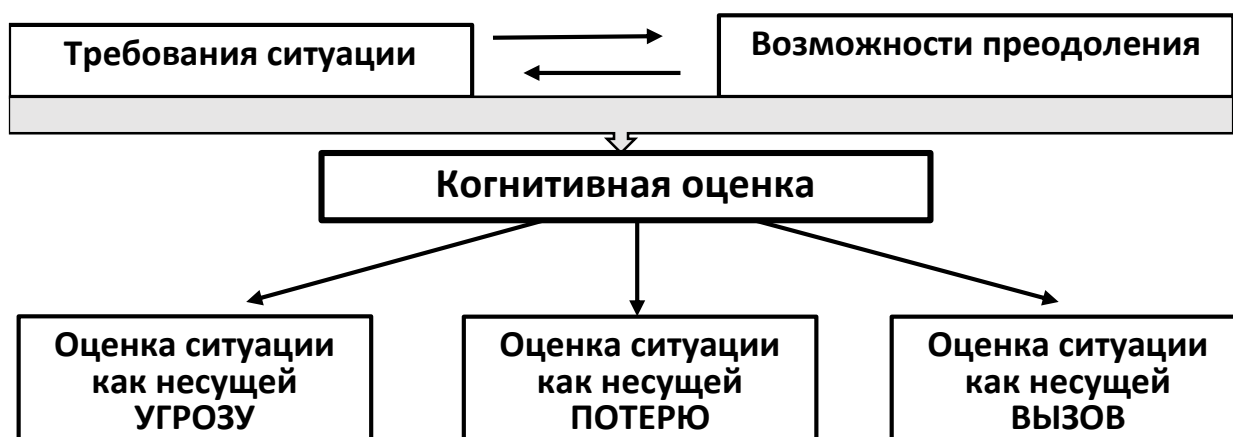 Требования ситуации
Возможности преодоления
Когнитивная оценка
Оценка ситуации
как несущей
УГРОЗУ
Оценка ситуации
как несущей
ПОТЕРЮ
Оценка ситуации
как несущей
ВЫЗОВ